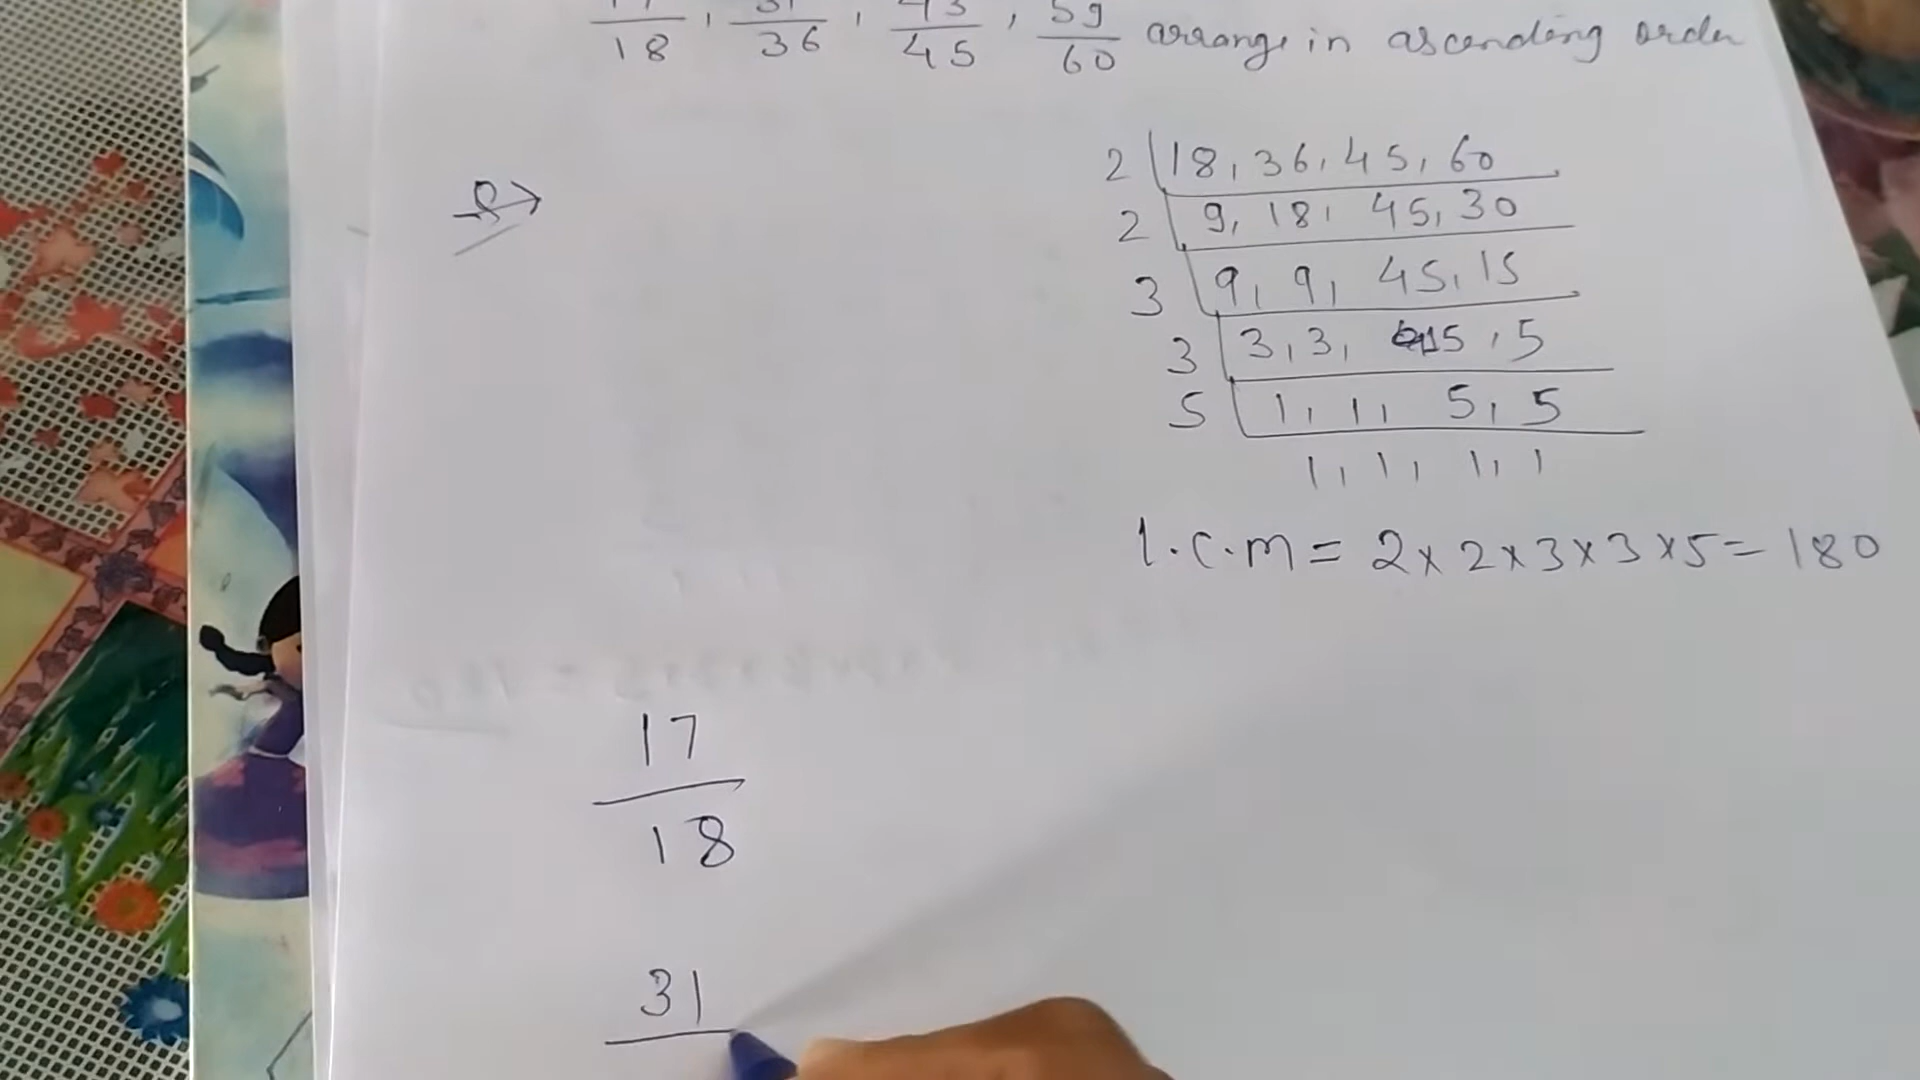 17/18, 31/36, 43/45, 59/60 arrange in ascending order
2 | 18, 36, 45, 60
2 | 9, 18, 45, 30
3 | 9, 9, 45, 15
3 | 3, 3, 15, 5
5 | 1, 1, 5, 5
1, 1, 1, 1
l.c.m = 2 x 2 x 3 x 3 x 5 = 180
17
18
31